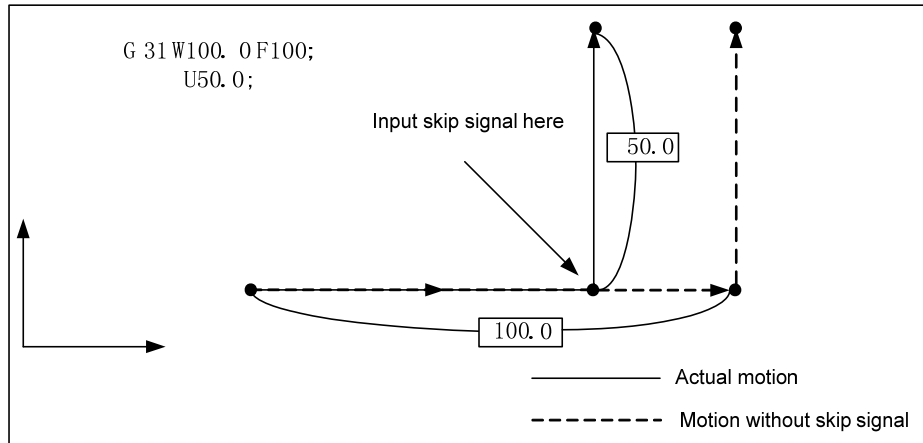 G 31 W100. 0 F100;
U50. 0;
Input skip signal here
50. 0
100. 0
Actual motion
Motion without skip signal